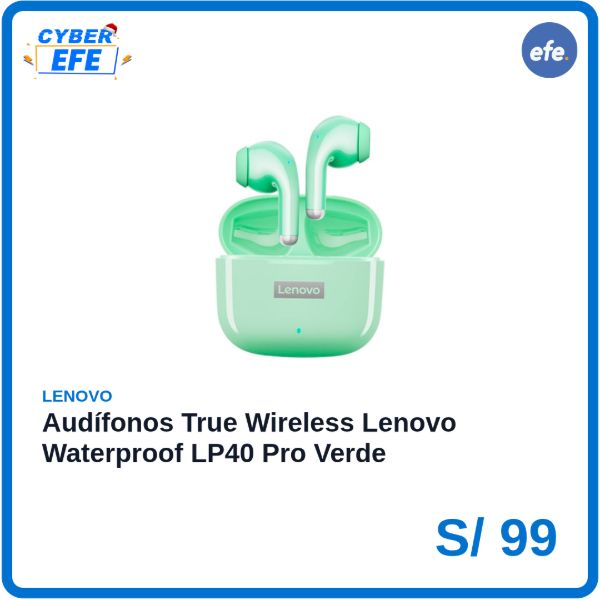 CYBER
EFE
efe.
Lenovo
LENOVO
Audífonos True Wireless Lenovo
Waterproof LP40 Pro Verde
S/ 99